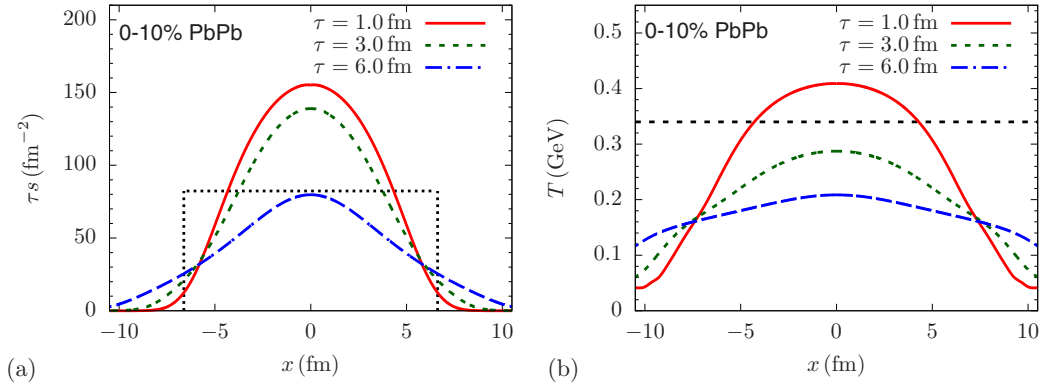 0-10% PbPb
τ = 1.0 fm
τ = 3.0 fm
τ = 6.0 fm
τ s (fm⁻²)
200
150
100
50
0
−10
−5
0
5
10
x (fm)
(a)
0-10% PbPb
τ = 1.0 fm
τ = 3.0 fm
τ = 6.0 fm
T (GeV)
0.5
0.4
0.3
0.2
0.1
0
−10
−5
0
5
10
x (fm)
(b)